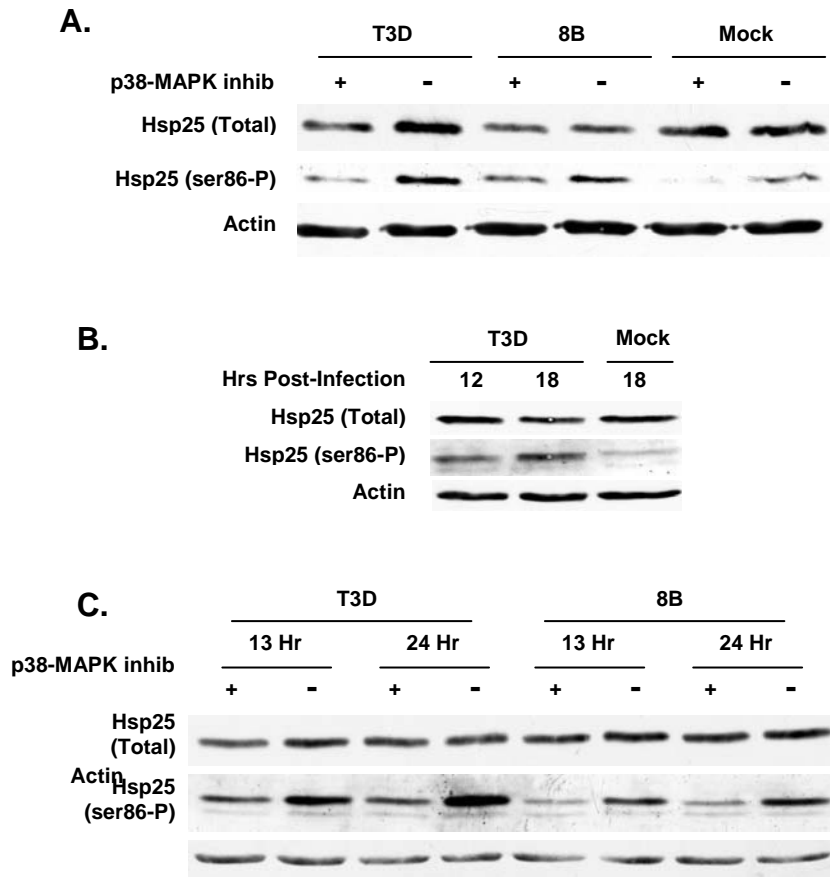 A.
T3D 8B Mock
p38-MAPK inhib + - + - + -
Hsp25 (Total)
Hsp25 (ser86-P)
Actin
B.
T3D Mock
Hrs Post-Infection 12 18 18
Hsp25 (Total)
Hsp25 (ser86-P)
Actin
C.
T3D 8B
13 Hr 24 Hr 13 Hr 24 Hr
p38-MAPK inhib
+ - + - + - + -
Hsp25
(Total)
Actin
Hsp25
(ser86-P)